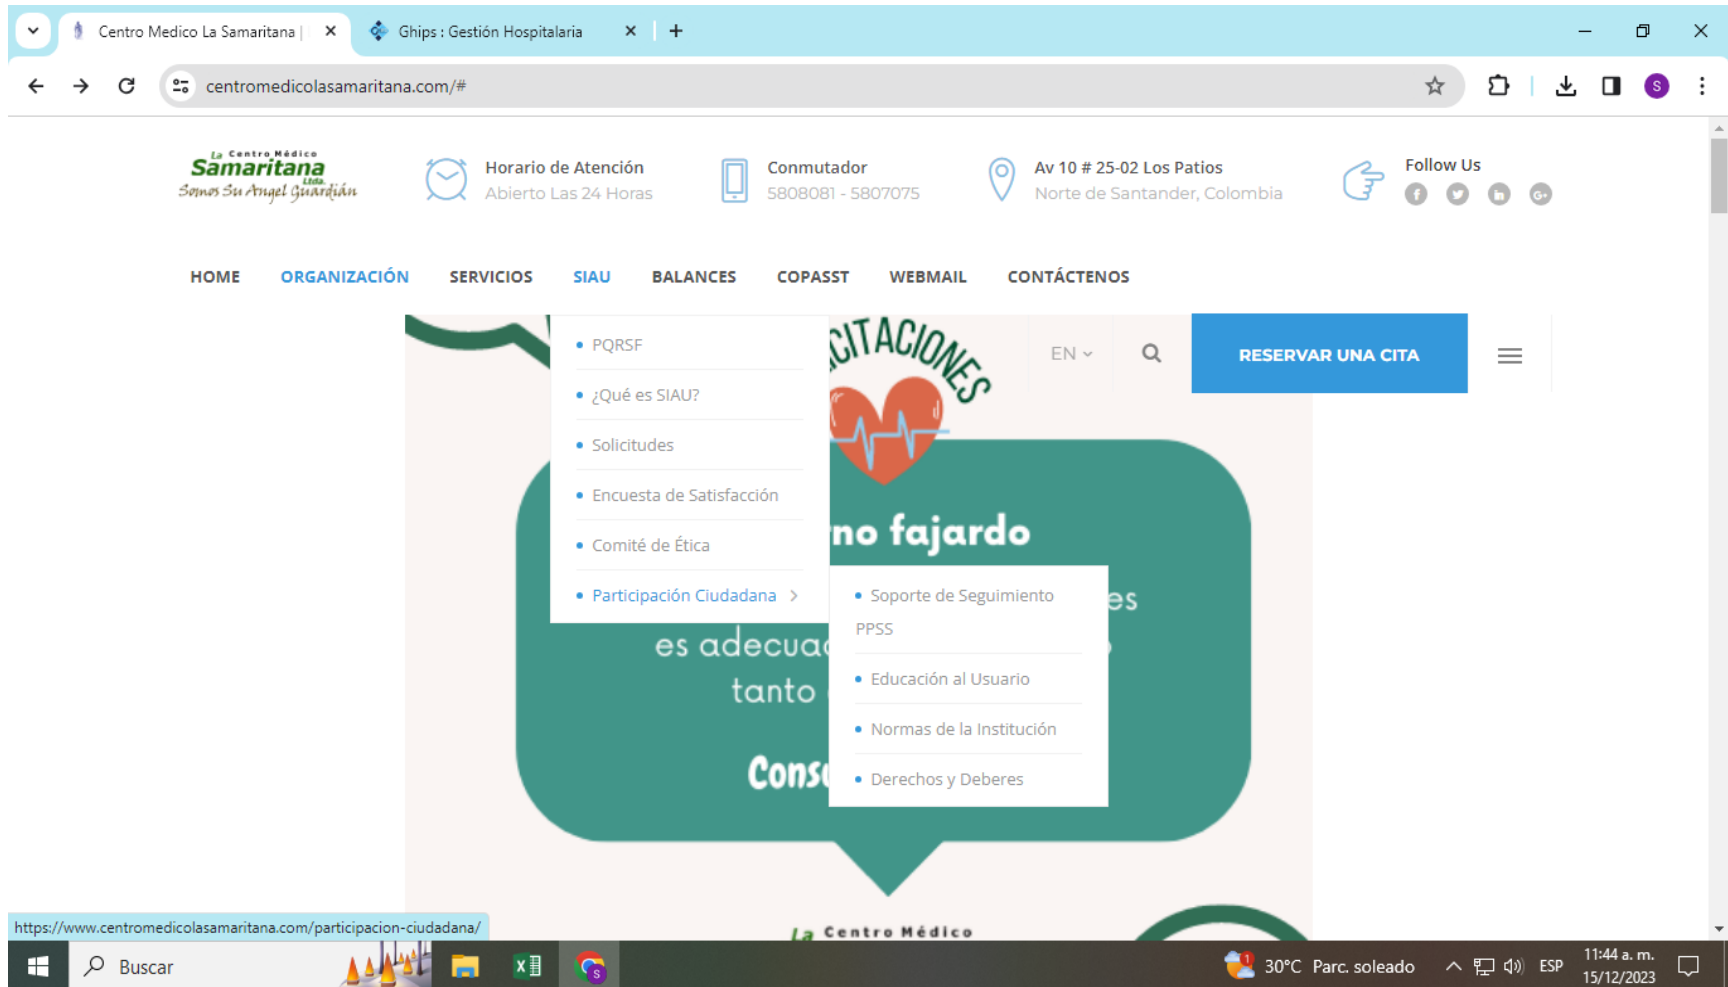 Centro Medico La Samaritana |
Ghips : Gestión Hospitalaria
centromedicolasamaritana.com/#
S
La Centro Médico
Samaritana
Ltda.
Somos Su Angel Guardián
Horario de Atención
Abierto Las 24 Horas
Conmutador
5808081 - 5807075
Av 10 # 25-02 Los Patios
Norte de Santander, Colombia
Follow Us
HOME ORGANIZACIÓN SERVICIOS SIAU BALANCES COPASST WEBMAIL CONTÁCTENOS
CITACIONES
EN
RESERVAR UNA CITA
• PQRSF
• ¿Qué es SIAU?
• Solicitudes
• Encuesta de Satisfacción
• Comité de Ética
• Participación Ciudadana
rno fajardo
• Soporte de Seguimiento
PPSS
• Educación al Usuario
• Normas de la Institución
• Derechos y Deberes
es
es adecua
tanto
Consu
https://www.centromedicolasamaritana.com/participacion-ciudadana/
La Centro Médico
Buscar
1
30°C Parc. soleado
ESP
11:44 a. m.
15/12/2023